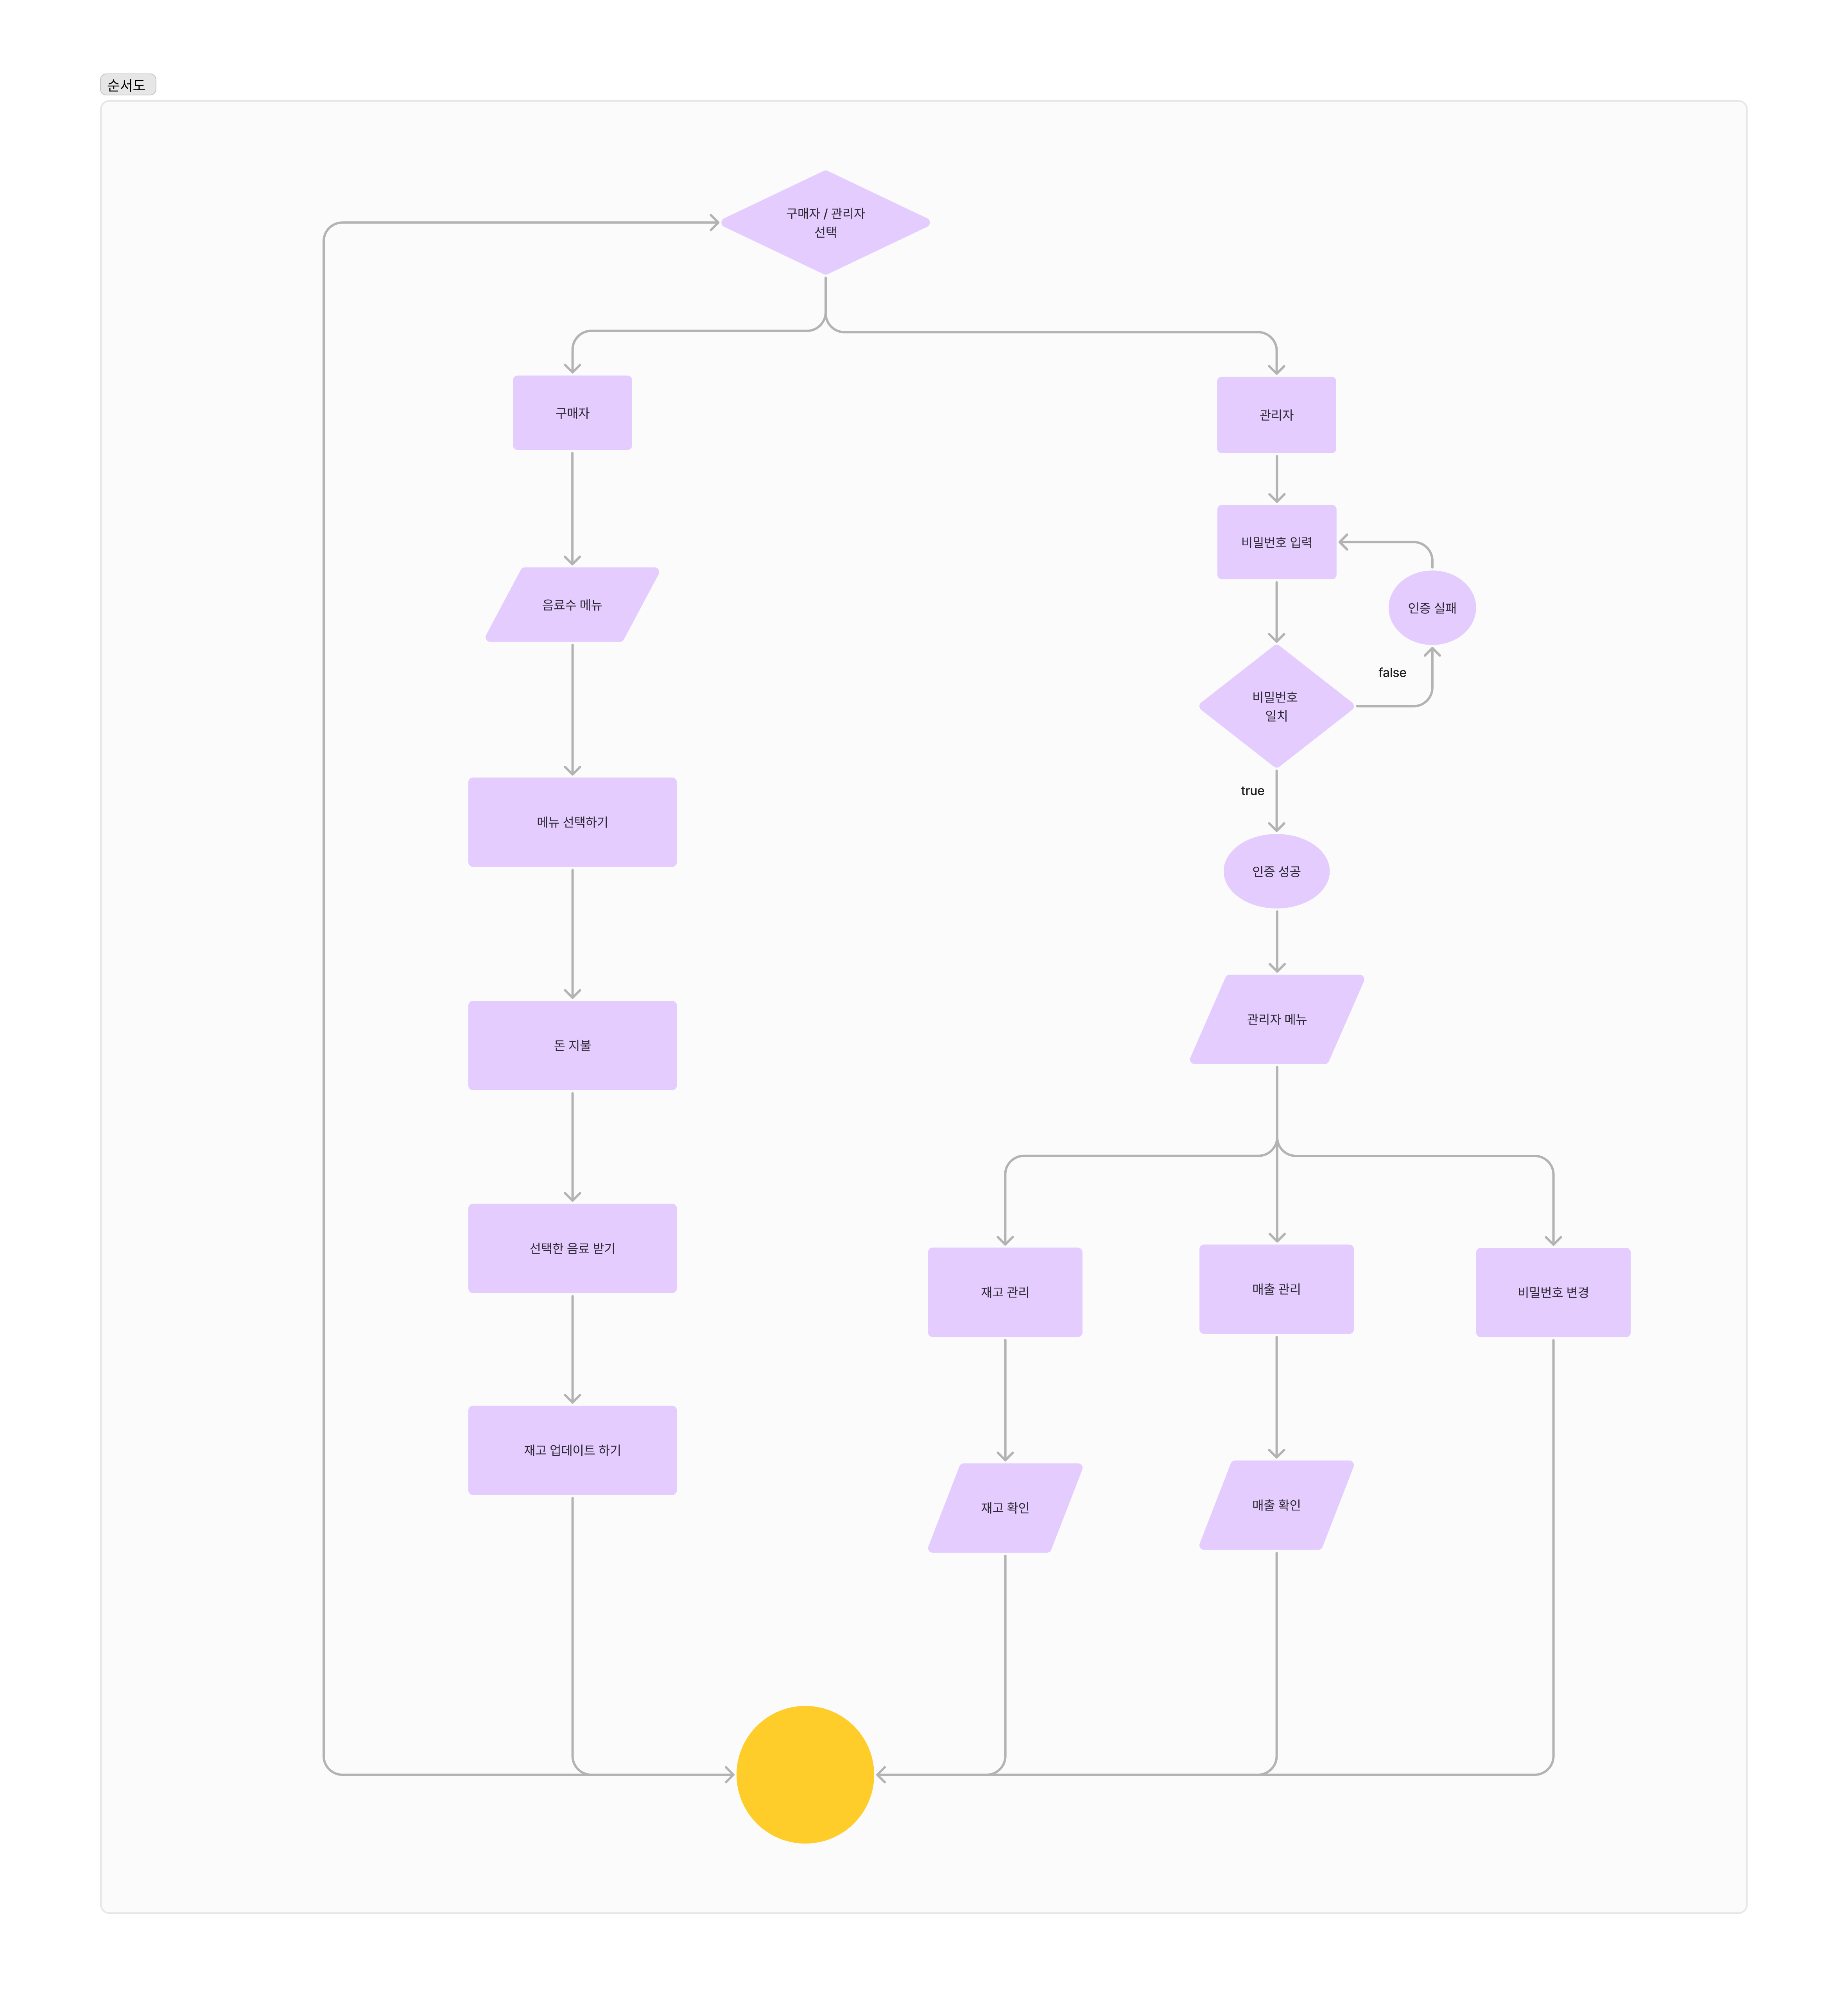 순서도
구매자 / 관리자
선택
구매자
관리자
비밀번호 입력
음료수 메뉴
인증 실패
false
비밀번호
일치
true
메뉴 선택하기
인증 성공
관리자 메뉴
돈 지불
선택한 음료 받기
재고 관리
매출 관리
비밀번호 변경
재고 업데이트 하기
재고 확인
매출 확인